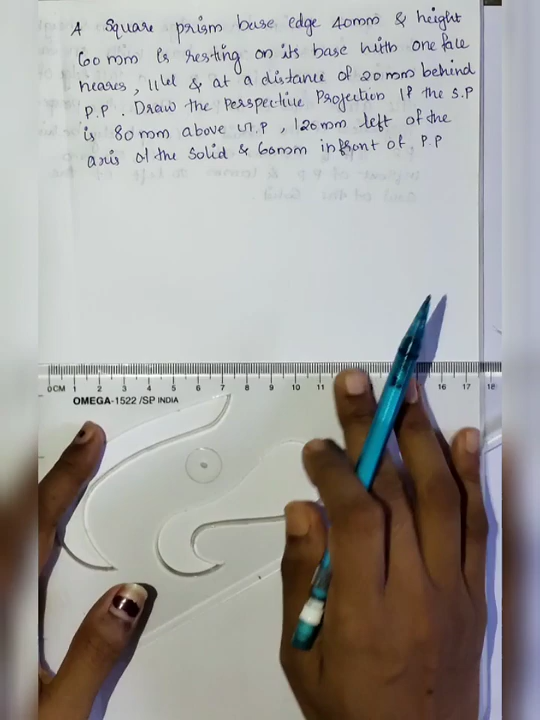 A Square prism base edge 40mm & height
60mm is resting on its base with one face
nearer, 11lel & at a distance of 20mm behind
P.P. Draw the Perspective Projection If the S.P
is 80mm above G.P, 120mm left of the
axis of the Solid & 60mm infront of P.P
0CM 1 2 3 4 5 6 7 8 9 10 11 16 17 18
OMEGA-1522 /SP INDIA